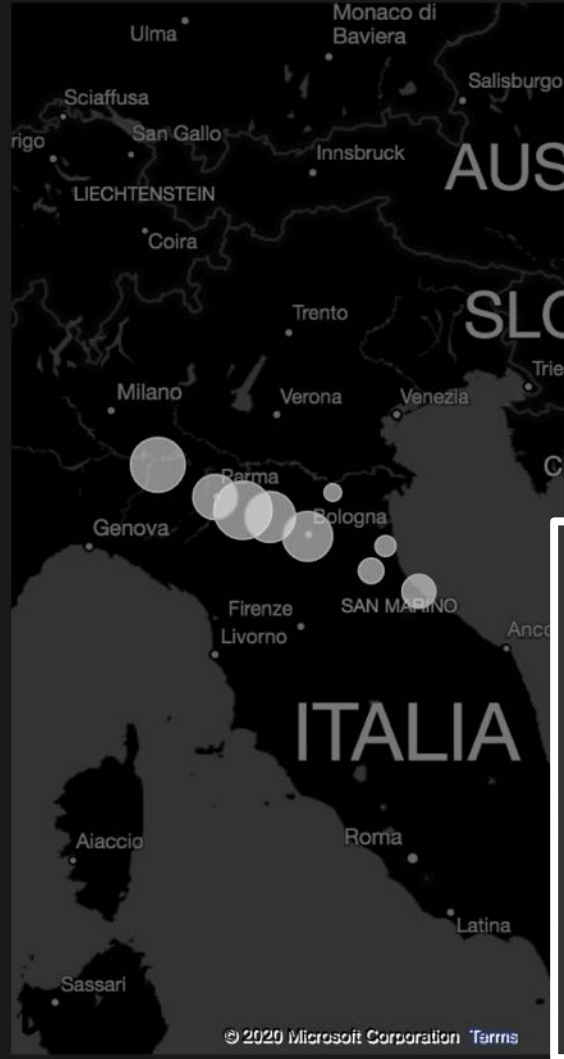 Monaco di
Baviera
Ulma
Salisburgo
Sciaffusa
San Gallo
rigo
Innsbruck
AUS
LIECHTENSTEIN
Coira
SLO
Trento
Trie
Milano
Verona
Venezia
C
Parma
Bologna
Genova
Firenze
SAN MARINO
Livorno
Anco
ITALIA
Roma
Aiaccio
Latina
Sassari
© 2020 Microsoft Corporation Terms